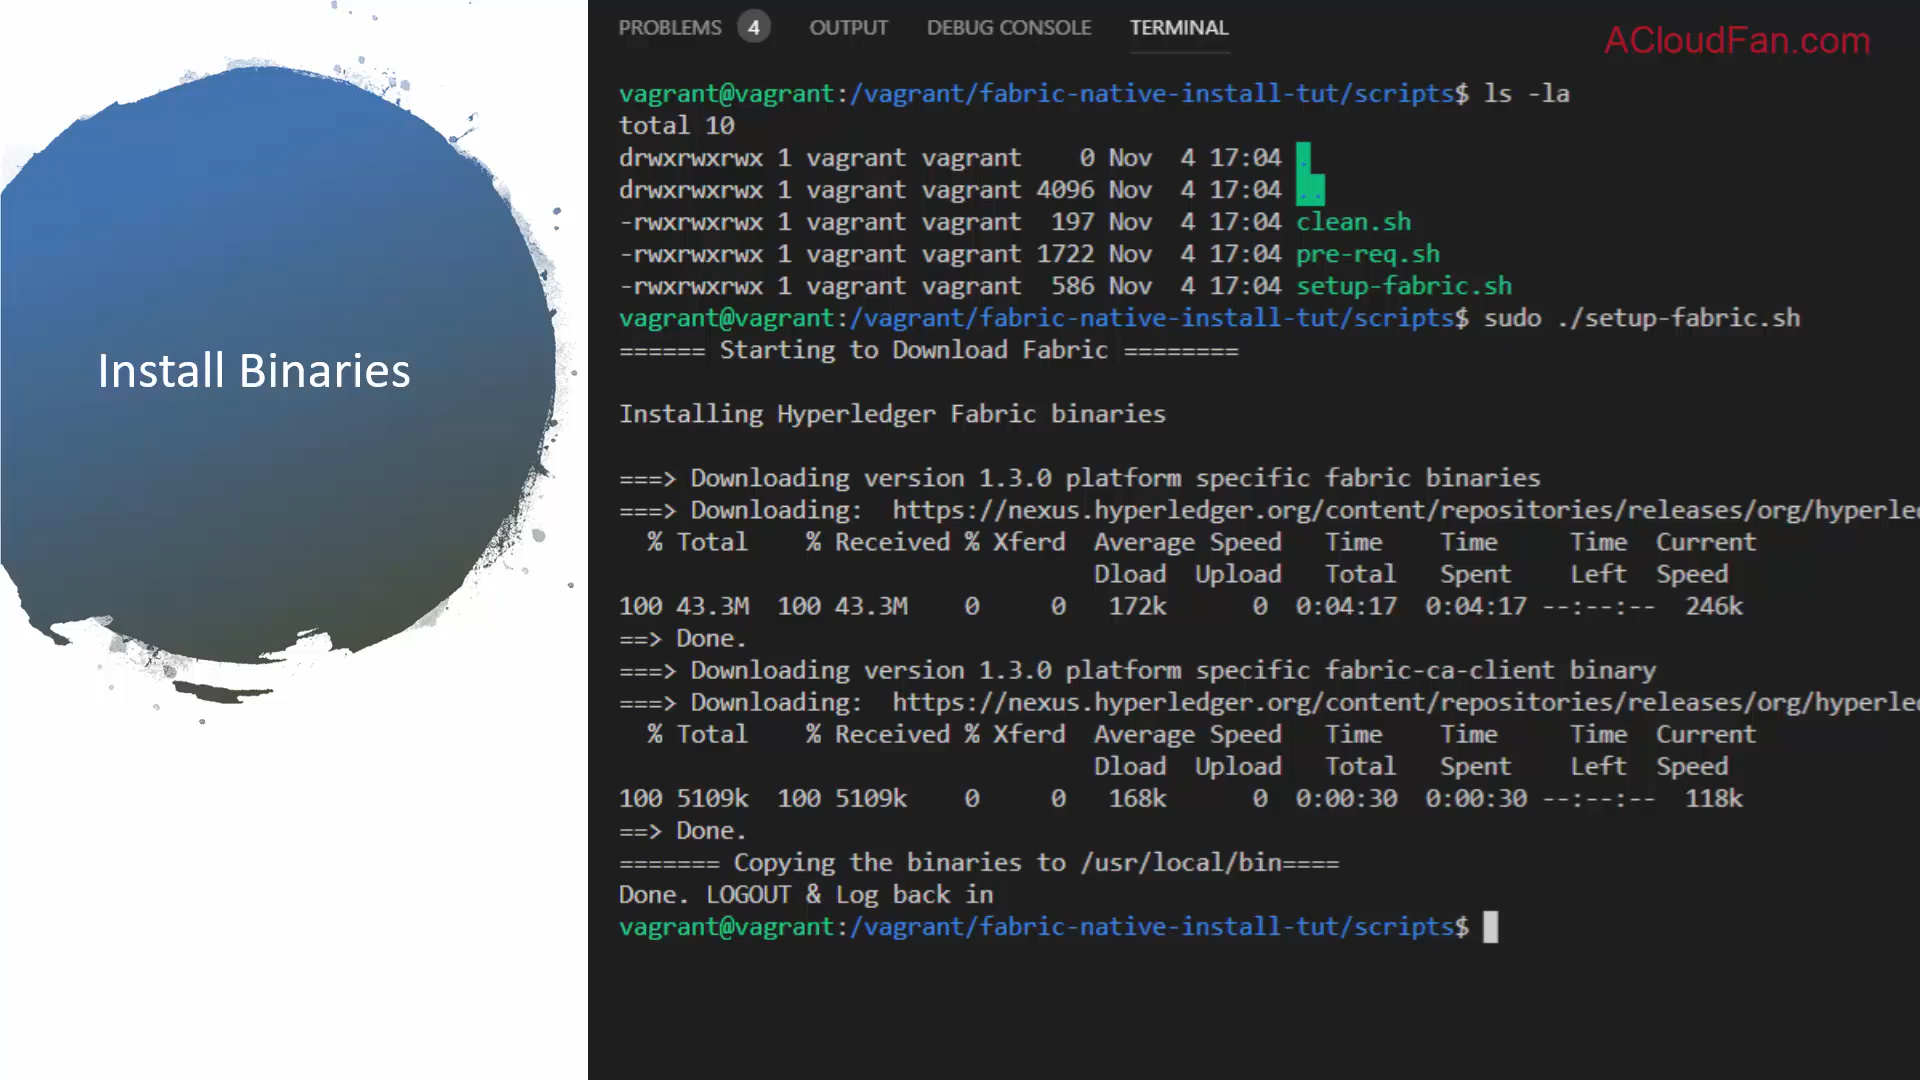 Install Binaries
PROBLEMS 4 OUTPUT DEBUG CONSOLE TERMINAL
ACloudFan.com
vagrant@vagrant:/vagrant/fabric-native-install-tut/scripts$ ls -la
total 10
drwxrwxrwx 1 vagrant vagrant    0 Nov  4 17:04 .
drwxrwxrwx 1 vagrant vagrant 4096 Nov  4 17:04 ..
-rwxrwxrwx 1 vagrant vagrant  197 Nov  4 17:04 clean.sh
-rwxrwxrwx 1 vagrant vagrant 1722 Nov  4 17:04 pre-req.sh
-rwxrwxrwx 1 vagrant vagrant  586 Nov  4 17:04 setup-fabric.sh
vagrant@vagrant:/vagrant/fabric-native-install-tut/scripts$ sudo ./setup-fabric.sh
====== Starting to Download Fabric ========
Installing Hyperledger Fabric binaries
===> Downloading version 1.3.0 platform specific fabric binaries
===> Downloading:  https://nexus.hyperledger.org/content/repositories/releases/org/hyperled
  % Total    % Received % Xferd  Average Speed   Time    Time     Time  Current
                                 Dload  Upload   Total   Spent    Left  Speed
100 43.3M  100 43.3M    0     0   172k      0  0:04:17  0:04:17 --:--:--  246k
==> Done.
===> Downloading version 1.3.0 platform specific fabric-ca-client binary
===> Downloading:  https://nexus.hyperledger.org/content/repositories/releases/org/hyperled
  % Total    % Received % Xferd  Average Speed   Time    Time     Time  Current
                                 Dload  Upload   Total   Spent    Left  Speed
100 5109k  100 5109k    0     0   168k      0  0:00:30  0:00:30 --:--:--  118k
==> Done.
======= Copying the binaries to /usr/local/bin====
Done. LOGOUT & Log back in
vagrant@vagrant:/vagrant/fabric-native-install-tut/scripts$